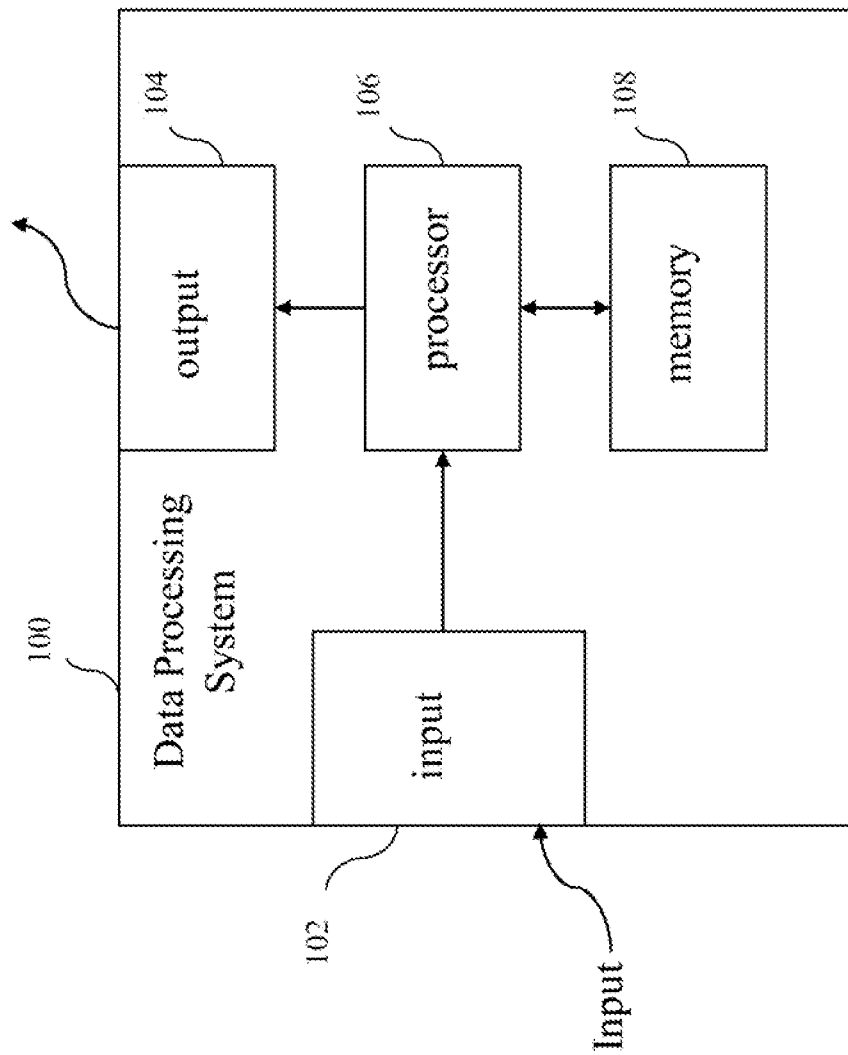 100
Data Processing
System
104
output
106
processor
108
memory
102
input
Input